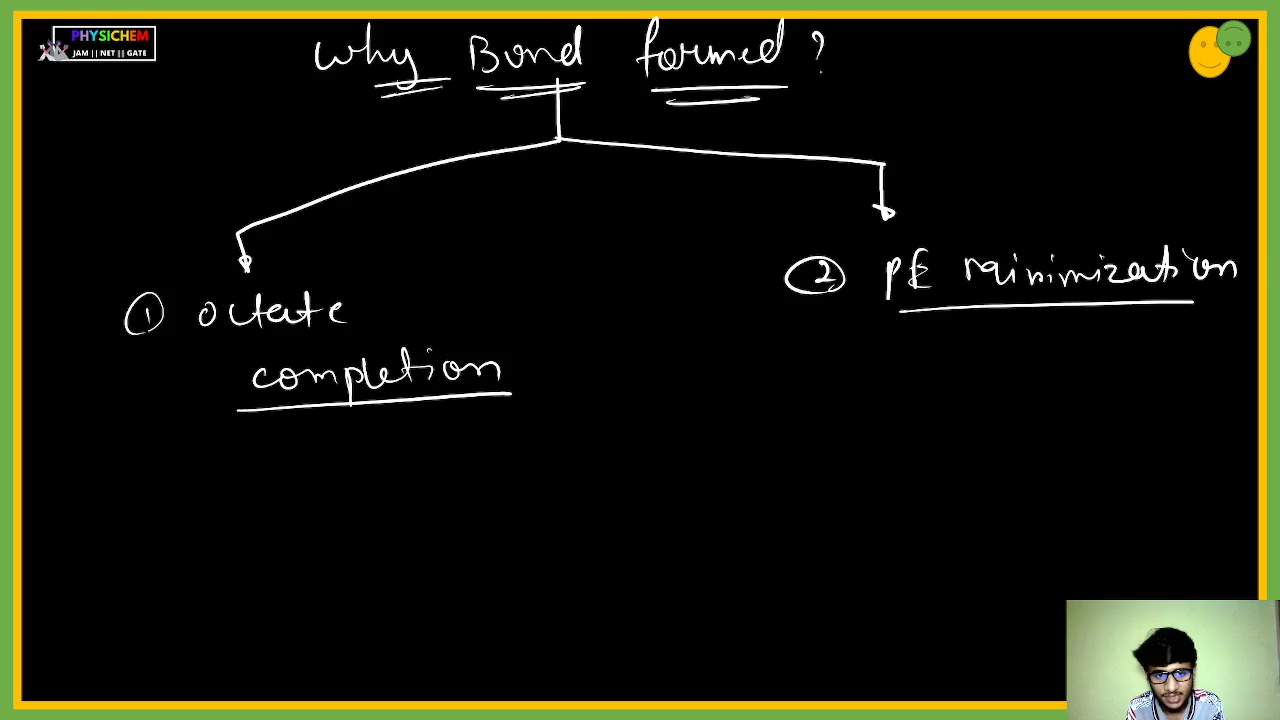 PHYSICHEM
JAM || NET || GATE
Why Bond formed?
① octate
completion
② PE minimization